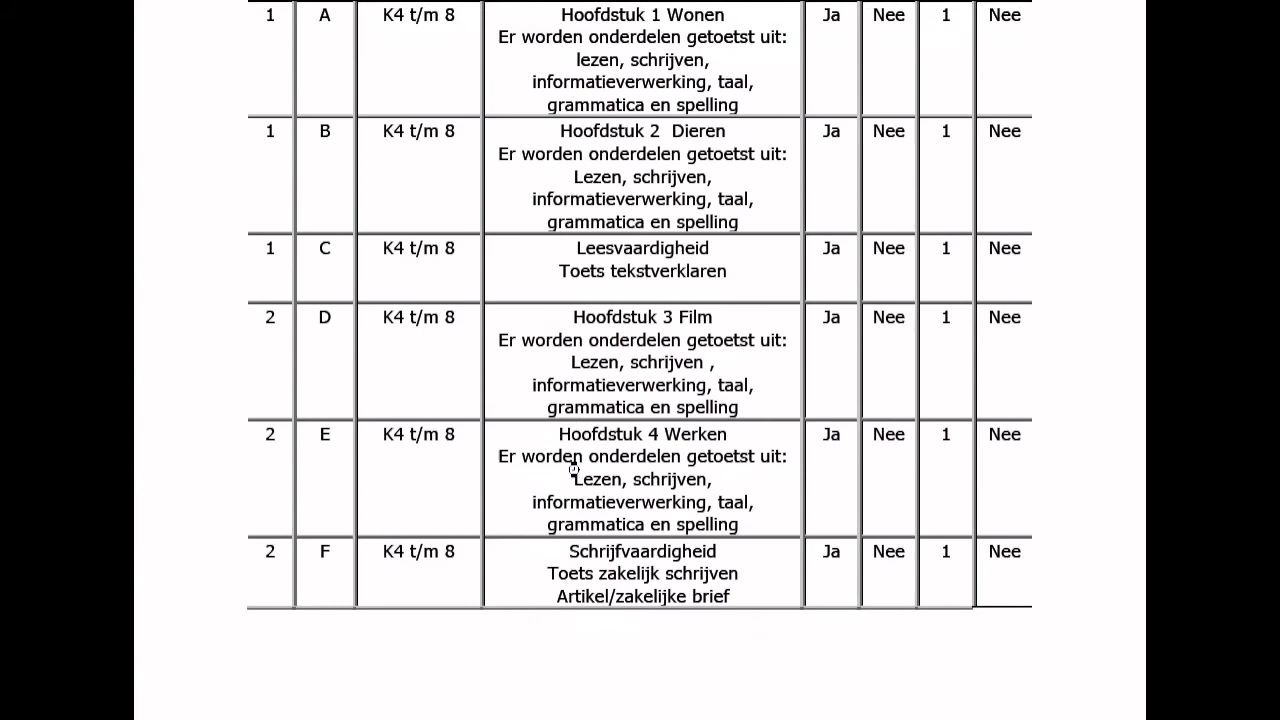 1 A K4 t/m 8 Hoofdstuk 1 Wonen Ja Nee 1 Nee
Er worden onderdelen getoetst uit:
lezen, schrijven,
informatieverwerking, taal,
grammatica en spelling
1 B K4 t/m 8 Hoofdstuk 2  Dieren Ja Nee 1 Nee
Er worden onderdelen getoetst uit:
Lezen, schrijven,
informatieverwerking, taal,
grammatica en spelling
1 C K4 t/m 8 Leesvaardigheid Ja Nee 1 Nee
Toets tekstverklaren
2 D K4 t/m 8 Hoofdstuk 3 Film Ja Nee 1 Nee
Er worden onderdelen getoetst uit:
Lezen, schrijven ,
informatieverwerking, taal,
grammatica en spelling
2 E K4 t/m 8 Hoofdstuk 4 Werken Ja Nee 1 Nee
Er worden onderdelen getoetst uit:
Lezen, schrijven,
informatieverwerking, taal,
grammatica en spelling
2 F K4 t/m 8 Schrijfvaardigheid Ja Nee 1 Nee
Toets zakelijk schrijven
Artikel/zakelijke brief